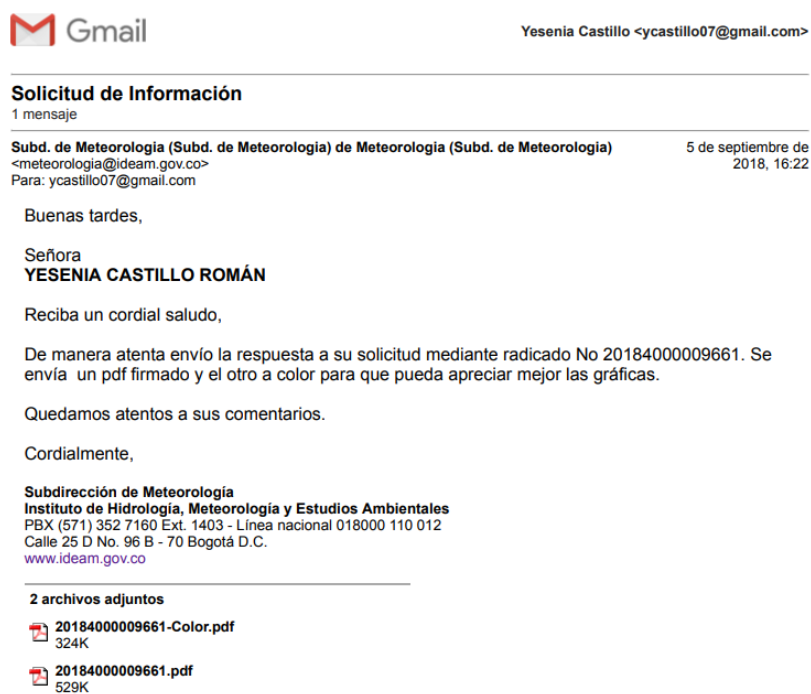 Gmail
Yesenia Castillo <ycastillo07@gmail.com>
Solicitud de Información
1 mensaje
Subd. de Meteorologia (Subd. de Meteorologia) de Meteorologia (Subd. de Meteorologia)
<meteorologia@ideam.gov.co>
Para: ycastillo07@gmail.com
5 de septiembre de
2018, 16:22
Buenas tardes,
Señora
YESENIA CASTILLO ROMÁN
Reciba un cordial saludo,
De manera atenta envío la respuesta a su solicitud mediante radicado No 20184000009661. Se
envía un pdf firmado y el otro a color para que pueda apreciar mejor las gráficas.
Quedamos atentos a sus comentarios.
Cordialmente,
Subdirección de Meteorología
Instituto de Hidrología, Meteorología y Estudios Ambientales
PBX (571) 352 7160 Ext. 1403 - Línea nacional 018000 110 012
Calle 25 D No. 96 B - 70 Bogotá D.C.
www.ideam.gov.co
2 archivos adjuntos
20184000009661-Color.pdf
324K
20184000009661.pdf
529K